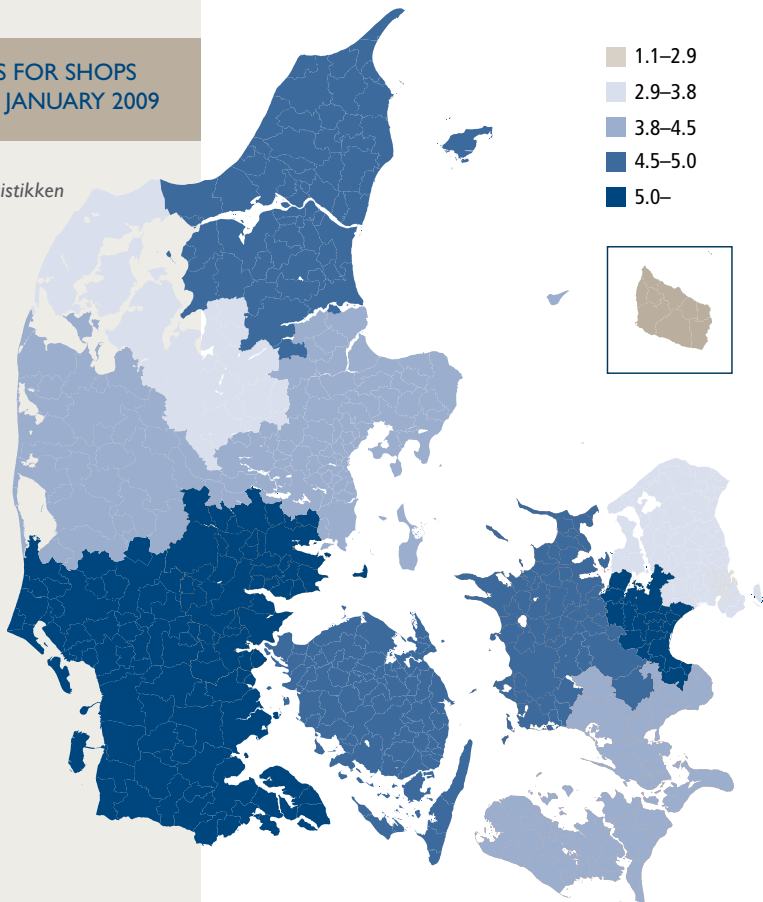 S FOR SHOPS
JANUARY 2009
istikken
1.1–2.9
2.9–3.8
3.8–4.5
4.5–5.0
5.0–